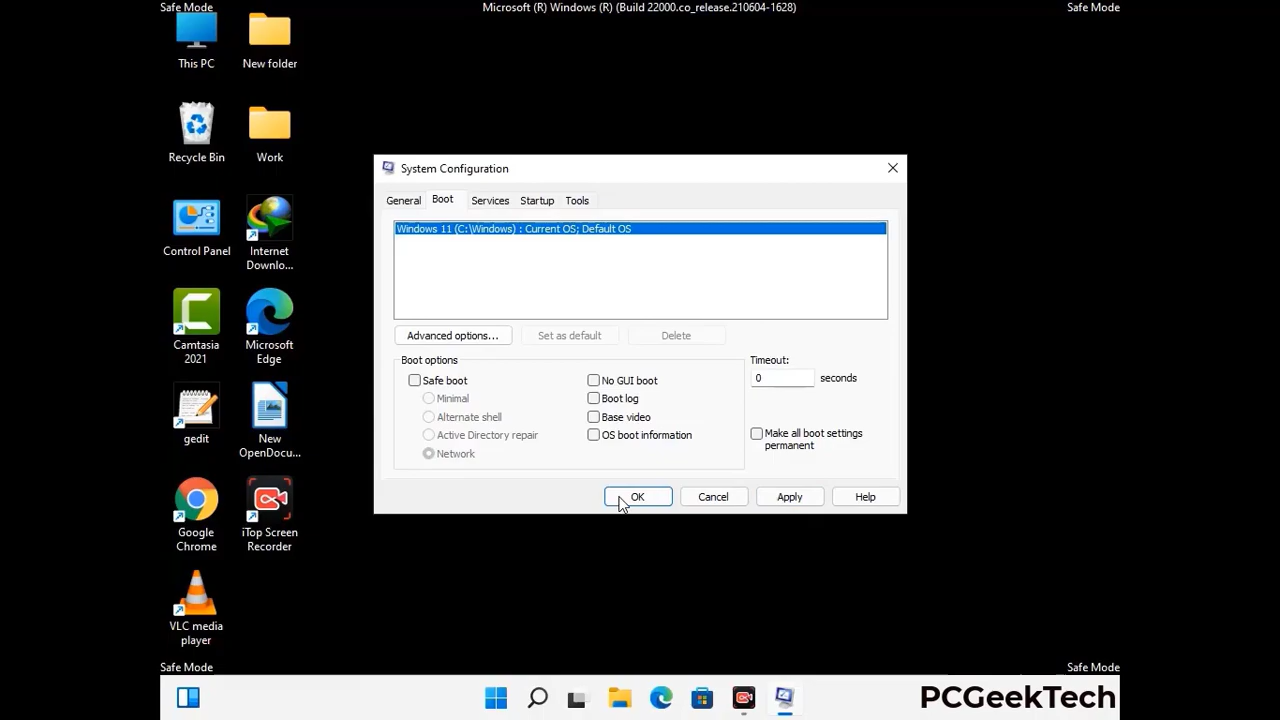 Safe Mode
Microsoft (R) Windows (R) (Build 22000.co_release.210604-1628)
Safe Mode
This PC
New folder
Recycle Bin
Work
Control Panel
Internet
Downlo...
Camtasia
2021
Microsoft
Edge
gedit
New
OpenDocu...
Google
Chrome
iTop Screen
Recorder
VLC media
player
System Configuration
General
Boot
Services
Startup
Tools
Windows 11 (C:\Windows) : Current OS; Default OS
Advanced options...
Set as default
Delete
Boot options
Safe boot
Minimal
Alternate shell
Active Directory repair
Network
No GUI boot
Boot log
Base video
OS boot information
Timeout:
0 seconds
Make all boot settings
permanent
OK
Cancel
Apply
Help
Safe Mode
Safe Mode
PCGeekTech